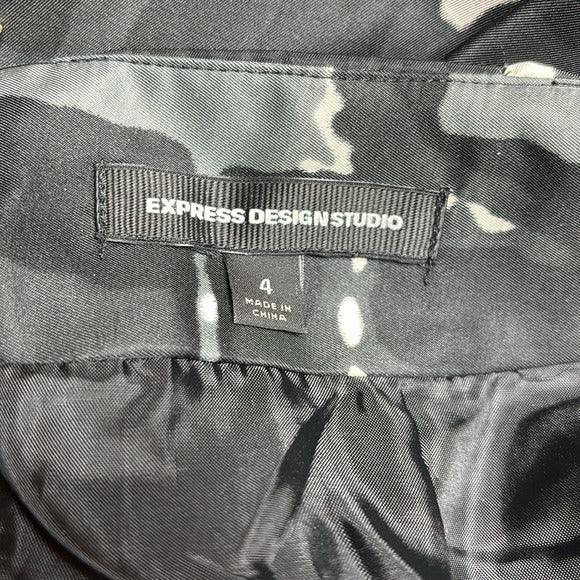 EXPRESS DESIGN STUDIO
4
MADE IN
CHINA